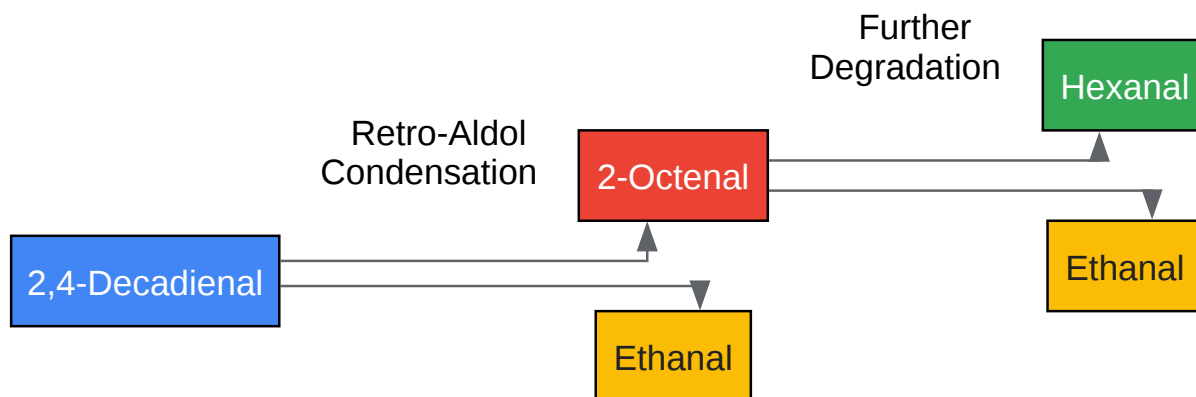 Further
Degradation
Hexanal
Retro-Aldol
Condensation
2-Octenal
Ethanal
2,4-Decadienal
Ethanal